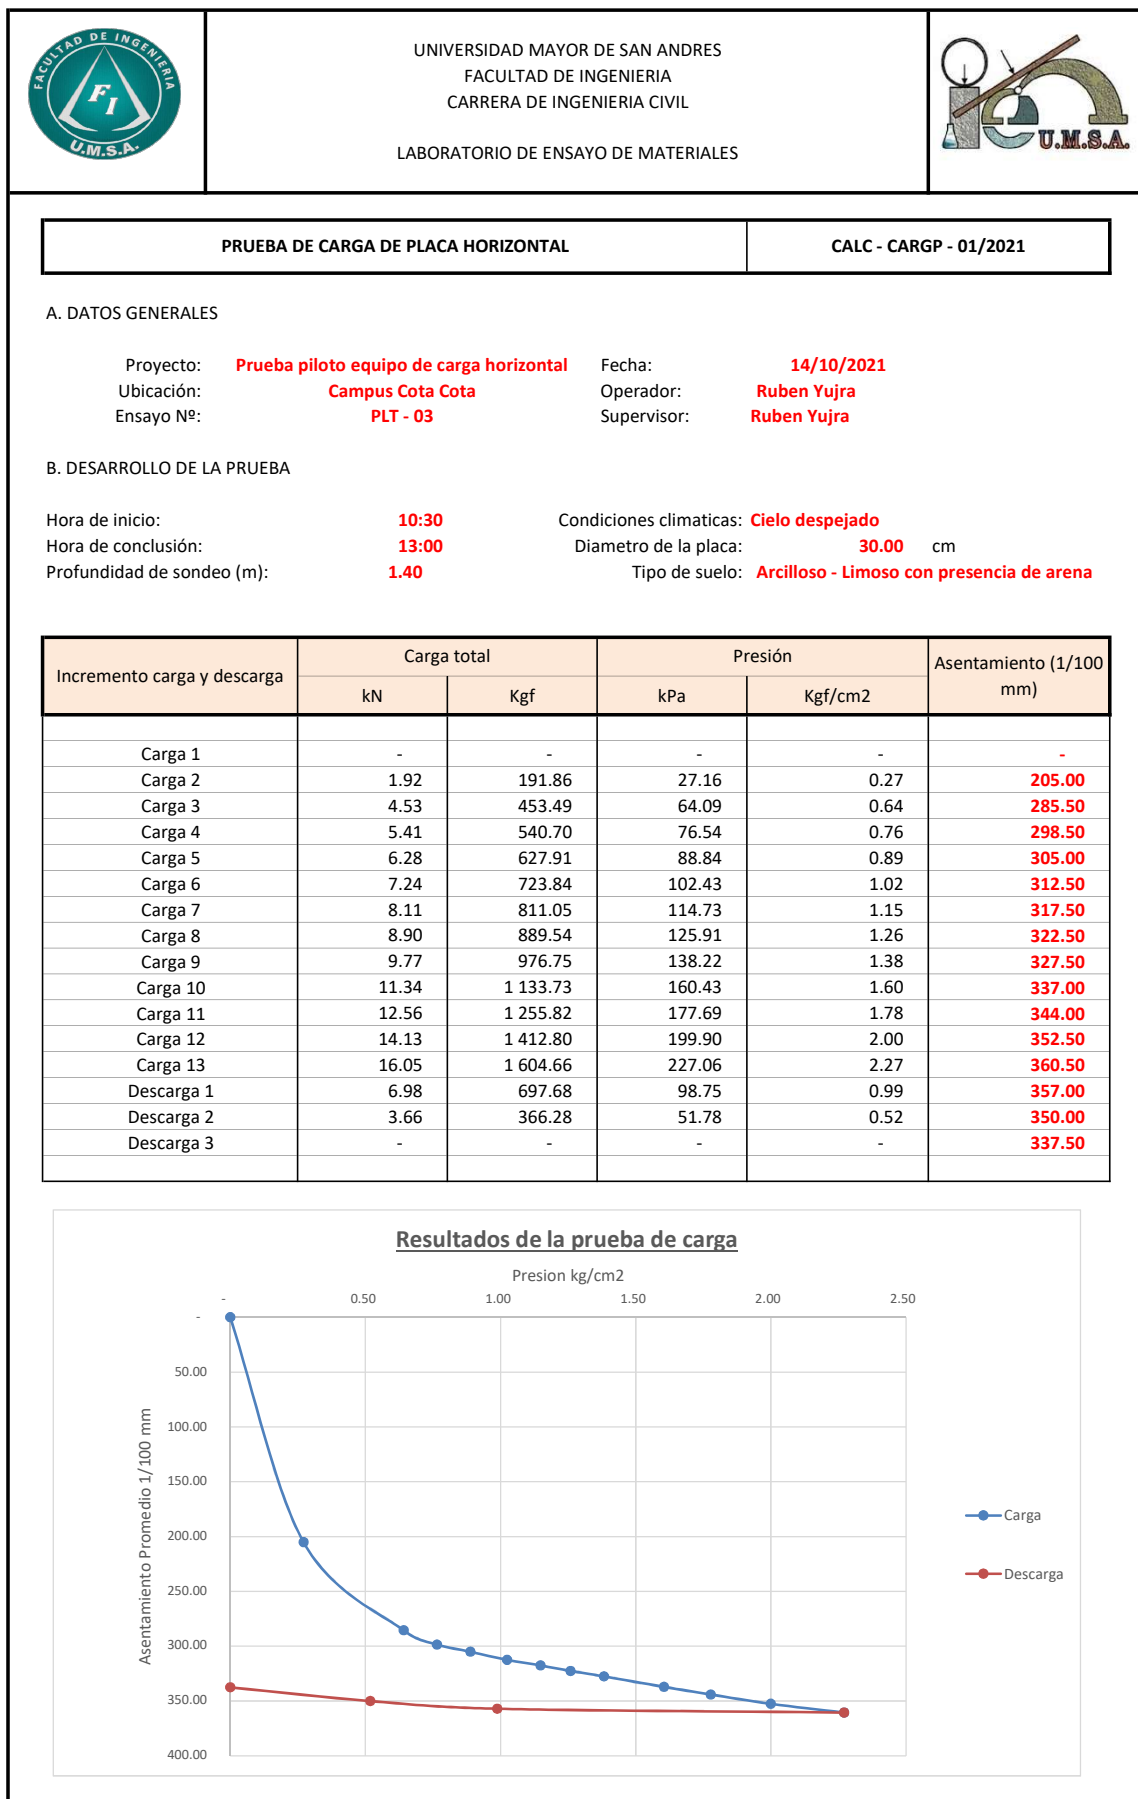 FACULTAD DE INGENIERIA
FI
U.M.S.A.
UNIVERSIDAD MAYOR DE SAN ANDRES
FACULTAD DE INGENIERIA
CARRERA DE INGENIERIA CIVIL
LABORATORIO DE ENSAYO DE MATERIALES
U.M.S.A.
PRUEBA DE CARGA DE PLACA HORIZONTAL CALC - CARGP - 01/2021
A. DATOS GENERALES
Proyecto: Prueba piloto equipo de carga horizontal Fecha: 14/10/2021
Ubicación: Campus Cota Cota Operador: Ruben Yujra
Ensayo Nº: PLT - 03 Supervisor: Ruben Yujra
B. DESARROLLO DE LA PRUEBA
Hora de inicio: 10:30 Condiciones climaticas: Cielo despejado
Hora de conclusión: 13:00 Diametro de la placa: 30.00 cm
Profundidad de sondeo (m): 1.40 Tipo de suelo: Arcilloso - Limoso con presencia de arena
Incremento carga y descarga Carga total Presión Asentamiento (1/100 mm)
kN Kgf kPa Kgf/cm2
Carga 1 - - - - -
Carga 2 1.92 191.86 27.16 0.27 205.00
Carga 3 4.53 453.49 64.09 0.64 285.50
Carga 4 5.41 540.70 76.54 0.76 298.50
Carga 5 6.28 627.91 88.84 0.89 305.00
Carga 6 7.24 723.84 102.43 1.02 312.50
Carga 7 8.11 811.05 114.73 1.15 317.50
Carga 8 8.90 889.54 125.91 1.26 322.50
Carga 9 9.77 976.75 138.22 1.38 327.50
Carga 10 11.34 1 133.73 160.43 1.60 337.00
Carga 11 12.56 1 255.82 177.69 1.78 344.00
Carga 12 14.13 1 412.80 199.90 2.00 352.50
Carga 13 16.05 1 604.66 227.06 2.27 360.50
Descarga 1 6.98 697.68 98.75 0.99 357.00
Descarga 2 3.66 366.28 51.78 0.52 350.00
Descarga 3 - - - - 337.50
Resultados de la prueba de carga
Presion kg/cm2
- 0.50 1.00 1.50 2.00 2.50
-
50.00
100.00
150.00
200.00
250.00
300.00
350.00
400.00
Asentamiento Promedio 1/100 mm
Carga
Descarga